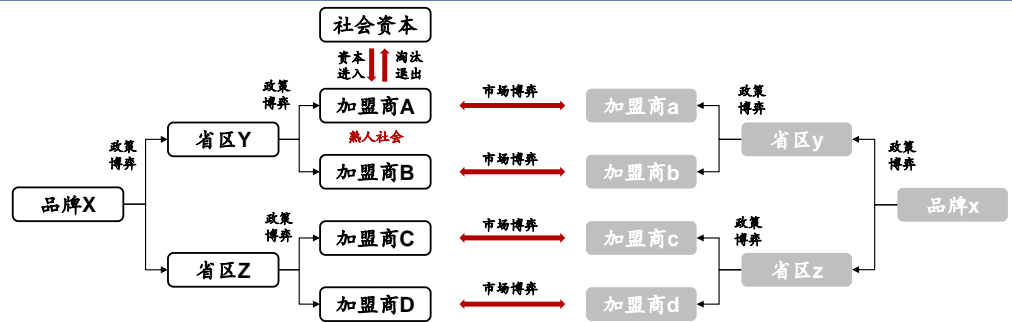 社会资本
资本
进入
淘汰
退出
政策
博弈
加盟商A
市场博弈
加盟商a
政策
博弈
政策
博弈
省区Y
熟人社会
省区y
政策
博弈
加盟商B
市场博弈
加盟商b
品牌X
品牌x
政策
博弈
加盟商C
市场博弈
加盟商c
政策
博弈
省区Z
省区z
加盟商D
市场博弈
加盟商d